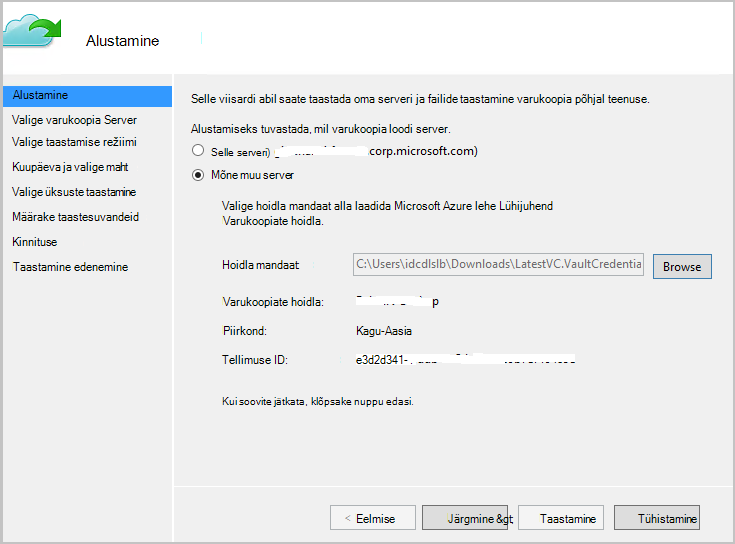 Alustamine
Alustamine
Valige varukoopia Server
Valige taastamise režiimi
Kuupäeva ja valige maht
Valige üksuste taastamine
Määrake taastesuvandeid
Kinnituse
Taastamine edenemine
Selle viisardi abil saate taastada oma serveri ja failide taastamine varukoopia põhjal teenuse.
Alustamiseks tuvastada, mil varukoopia loodi server.
Selle serveri) corp.microsoft.com)
Mõne muu server
Valige hoidla mandaat alla laadida Microsoft Azure lehe Lühijuhend
Varukoopiate hoidla.
Hoidla mandaat C:\Users\idcdlslb\Downloads\LatestVC.VaultCredentia Browse
Varukoopiate hoidla: p
Piirkond: Kagu-Aasia
Tellimuse ID: e3d2d341-
Kui soovite jätkata, klõpsake nuppu edasi.
< Eelmise Järgmine &gt; Taastamine Tühistamine